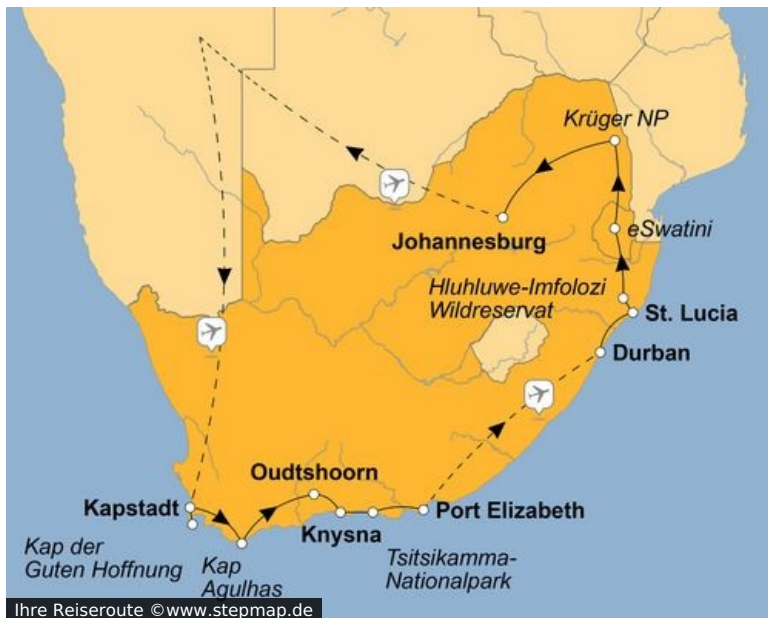 Krüger NP
eSwatini
Johannesburg
Hluhluwe-Imfolozi
Wildreservat
St. Lucia
Durban
Oudtshoorn
Kapstadt
Port Elizabeth
Knysna
Kap der
Guten Hoffnung
Kap
Agulhas
Tsitsikamma-
Nationalpark
Ihre Reiseroute ©www.stepmap.de